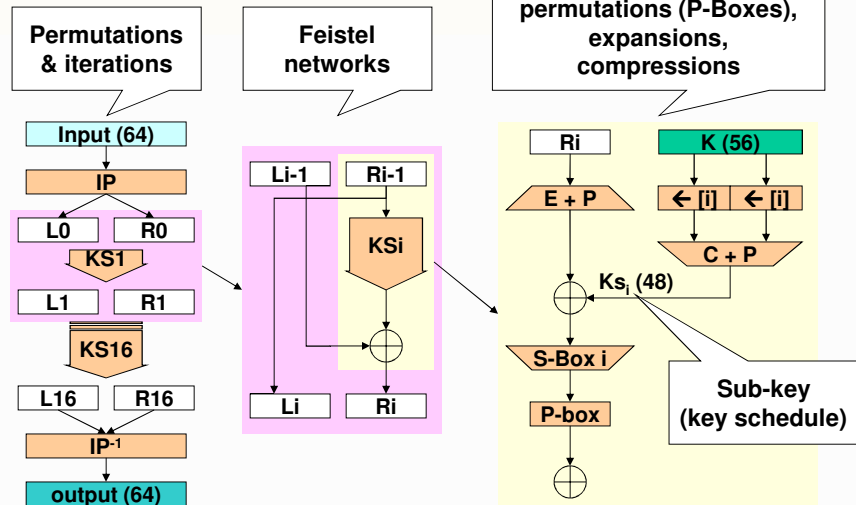 Permutations
& iterations
Feistel
networks
permutations (P-Boxes),
expansions,
compressions
Input (64)
IP
L0 R0
KS1
L1 R1
KS16
L16 R16
IP-1
output (64)
Li-1 Ri-1
KSi
Li Ri
Ri
K (56)
E + P
← [i] ← [i]
C + P
Ksi (48)
S-Box i
P-box
Sub-key
(key schedule)